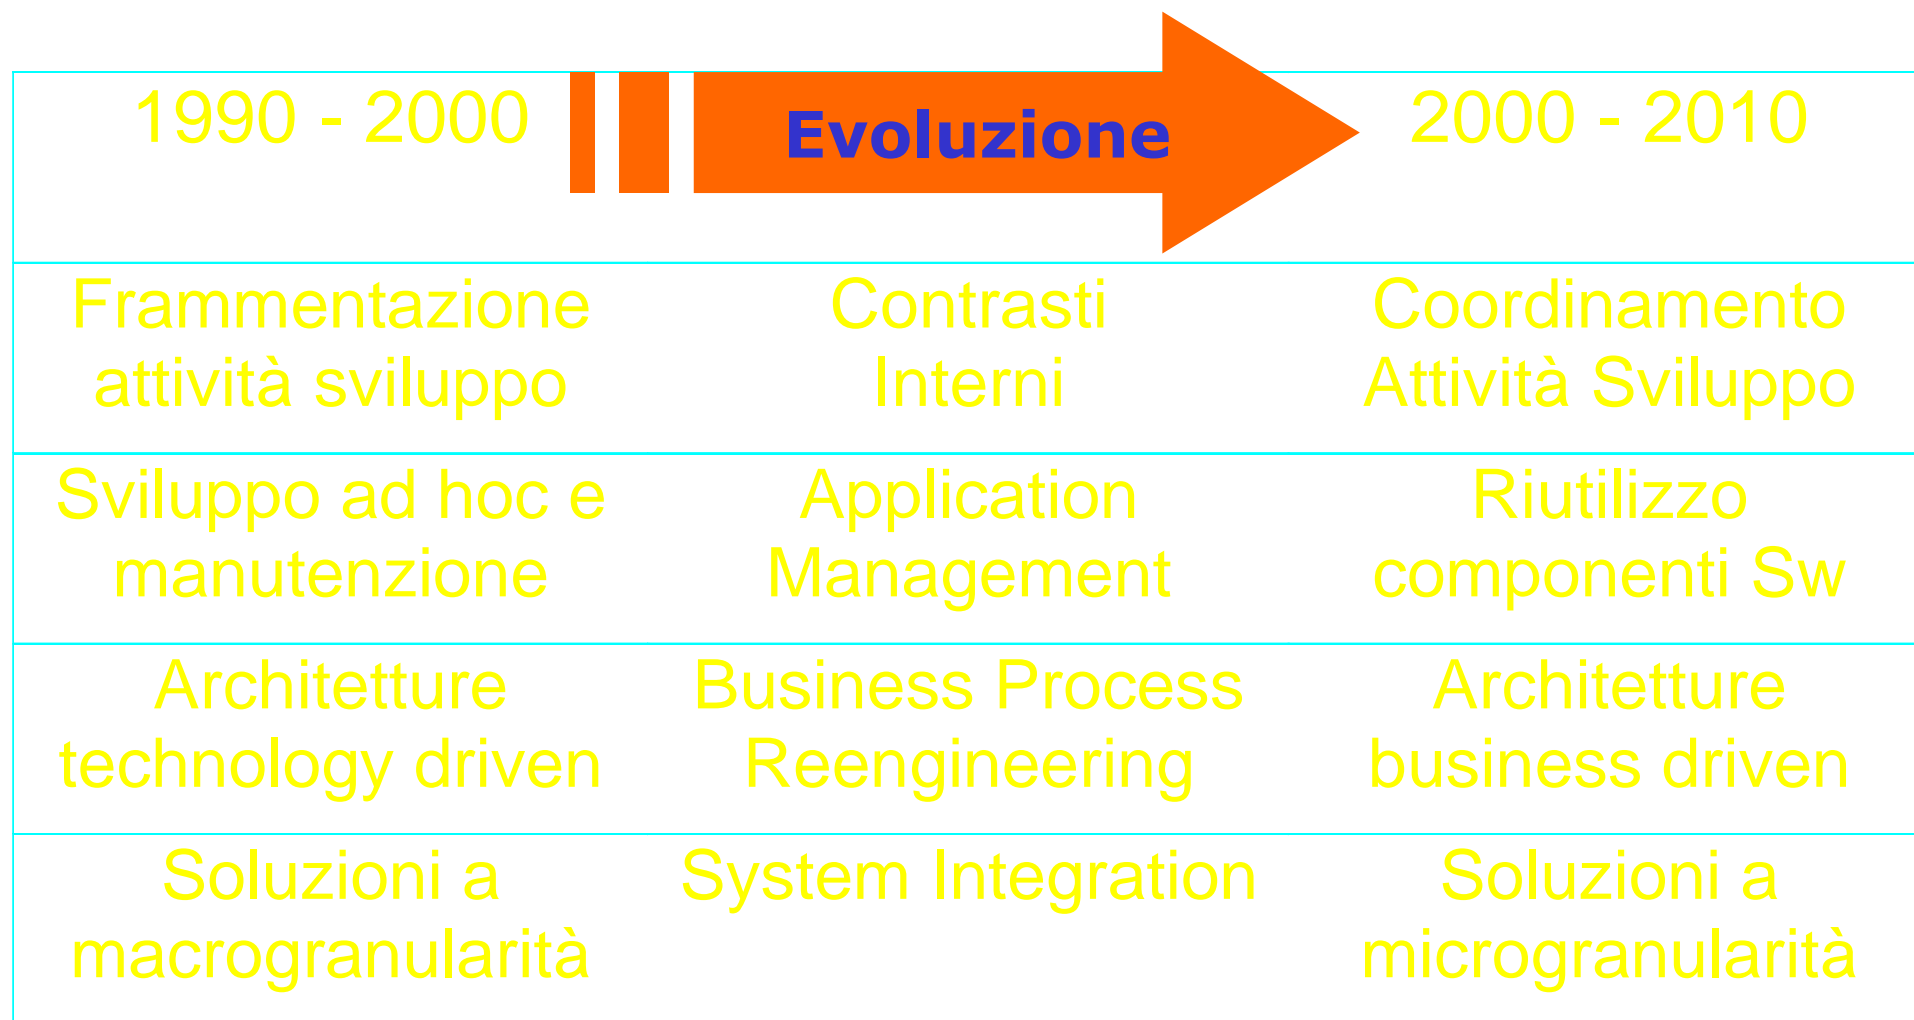 1990 - 2000
Evoluzione
2000 - 2010
Frammentazione
attività sviluppo
Contrasti
Interni
Coordinamento
Attività Sviluppo
Sviluppo ad hoc e
manutenzione
Application
Management
Riutilizzo
componenti Sw
Architetture
technology driven
Business Process
Reengineering
Architetture
business driven
Soluzioni a
macrogranularità
System Integration
Soluzioni a
microgranularità